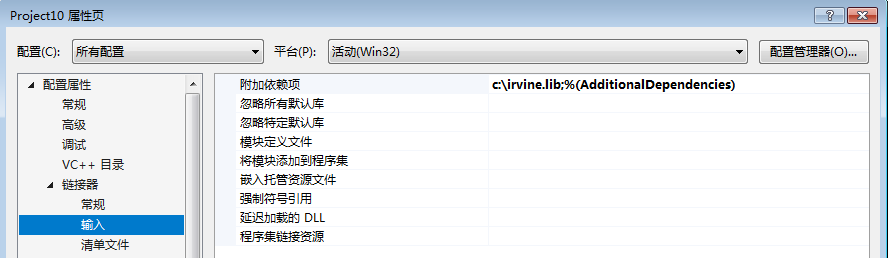 Project10 属性页
配置(C): 所有配置 平台(P): 活动(Win32) 配置管理器(O)...
配置属性
常规
高级
调试
VC++ 目录
链接器
常规
输入
清单文件
附加依赖项 c:\irvine.lib;%(AdditionalDependencies)
忽略所有默认库
忽略特定默认库
模块定义文件
将模块添加到程序集
嵌入托管资源文件
强制符号引用
延迟加载的 DLL
程序集链接资源